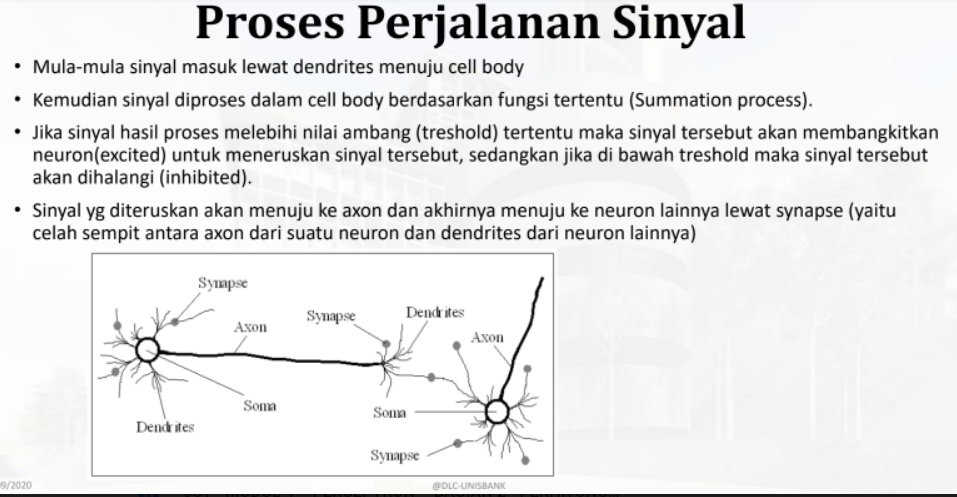 Proses Perjalanan Sinyal
• Mula-mula sinyal masuk lewat dendrites menuju cell body
• Kemudian sinyal diproses dalam cell body berdasarkan fungsi tertentu (Summation process).
• Jika sinyal hasil proses melebihi nilai ambang (treshold) tertentu maka sinyal tersebut akan membangkitkan
neuron(excited) untuk meneruskan sinyal tersebut, sedangkan jika di bawah treshold maka sinyal tersebut
akan dihalangi (inhibited).
• Sinyal yg diteruskan akan menuju ke axon dan akhirnya menuju ke neuron lainnya lewat synapse (yaitu
celah sempit antara axon dari suatu neuron dan dendrites dari neuron lainnya)
Synapse
Axon
Synapse
Dendrites
Axon
Soma
Soma
Dendrites
Synapse
9/2020
@DLC-UNISBANK